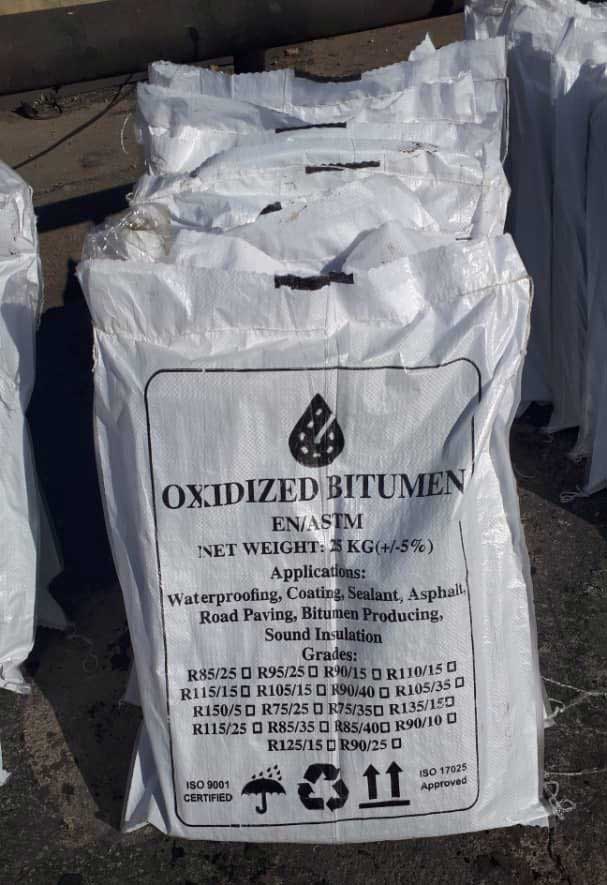 OXIDIZED BITUMEN
EN/ASTM
NET WEIGHT: 25 KG(+/-5%)
Applications:
Waterproofing, Coating, Sealant, Asphalt,
Road Paving, Bitumen Producing,
Sound Insulation
Grades:
R85/25 □ R95/25 □ R90/15 □ R110/15 □
R115/15 □ R105/15 □ R90/40 □ R105/35 □
R150/5 □ R75/25 □ R75/35 □ R135/15 □
R115/25 □ R85/35 □ R85/40 □ R90/10 □
R125/15 □ R90/25 □
ISO 9001
CERTIFIED
ISO 17025
Approved